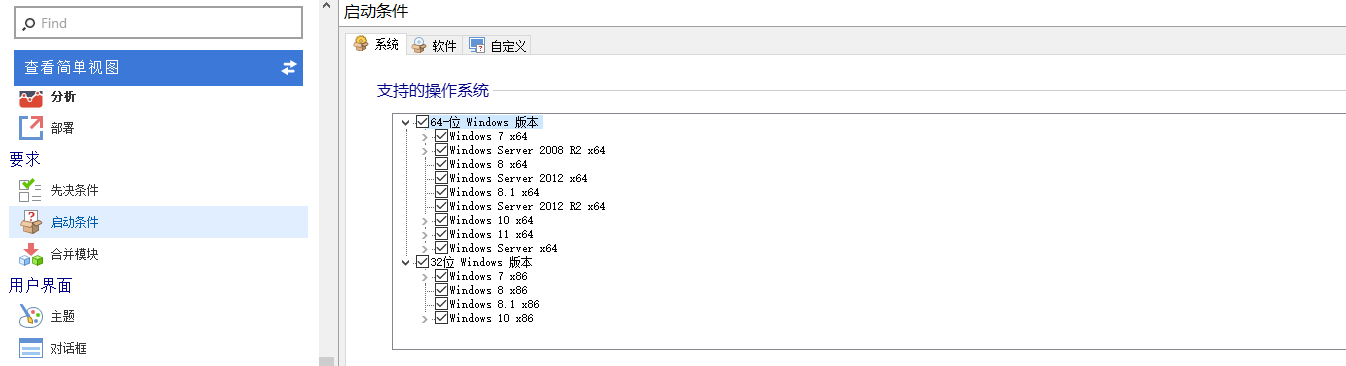 Find
查看简单视图
分析
部署
要求
先决条件
启动条件
合并模块
用户界面
主题
对话框
启动条件
系统
软件
自定义
支持的操作系统
64-位 Windows 版本
Windows 7 x64
Windows Server 2008 R2 x64
Windows 8 x64
Windows Server 2012 x64
Windows 8.1 x64
Windows Server 2012 R2 x64
Windows 10 x64
Windows 11 x64
Windows Server x64
32位 Windows 版本
Windows 7 x86
Windows 8 x86
Windows 8.1 x86
Windows 10 x86